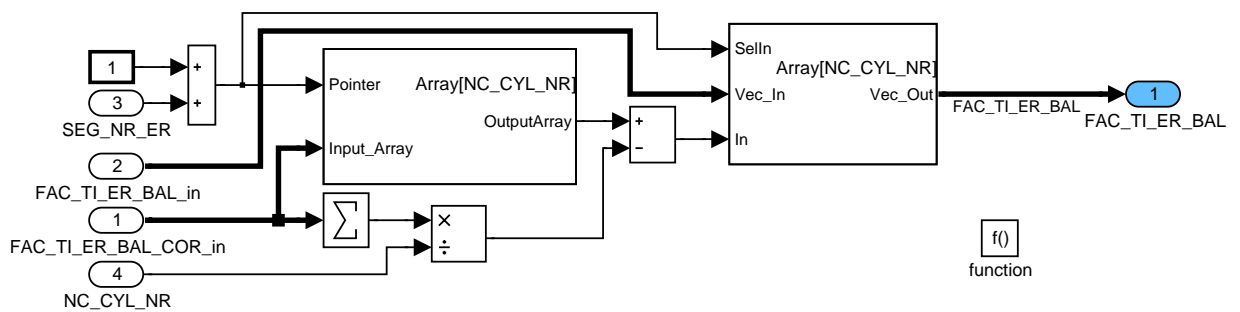 1
+
+
3
SEG_NR_ER
2
FAC_TI_ER_BAL_in
1
FAC_TI_ER_BAL_COR_in
4
NC_CYL_NR
Pointer
Array[NC_CYL_NR]
OutputArray
Input_Array
Σ
×
÷
+
−
SelIn
Array[NC_CYL_NR]
Vec_In
Vec_Out
In
FAC_TI_ER_BAL
1
FAC_TI_ER_BAL
f()
function